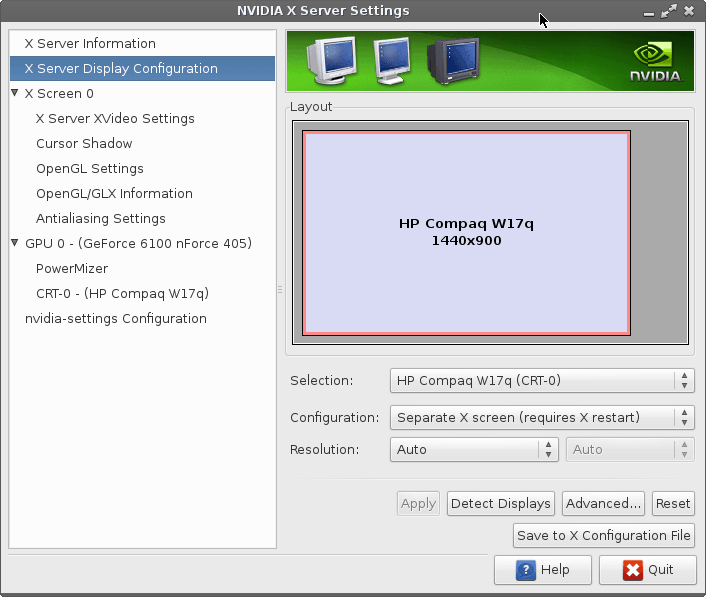 NVIDIA X Server Settings
X Server Information
X Server Display Configuration
X Screen 0
X Server XVideo Settings
Cursor Shadow
OpenGL Settings
OpenGL/GLX Information
Antialiasing Settings
GPU 0 - (GeForce 6100 nForce 405)
PowerMizer
CRT-0 - (HP Compaq W17q)
nvidia-settings Configuration
NVIDIA
Layout
HP Compaq W17q
1440x900
Selection: HP Compaq W17q (CRT-0)
Configuration: Separate X screen (requires X restart)
Resolution: Auto Auto
Apply Detect Displays Advanced... Reset
Save to X Configuration File
? Help Quit